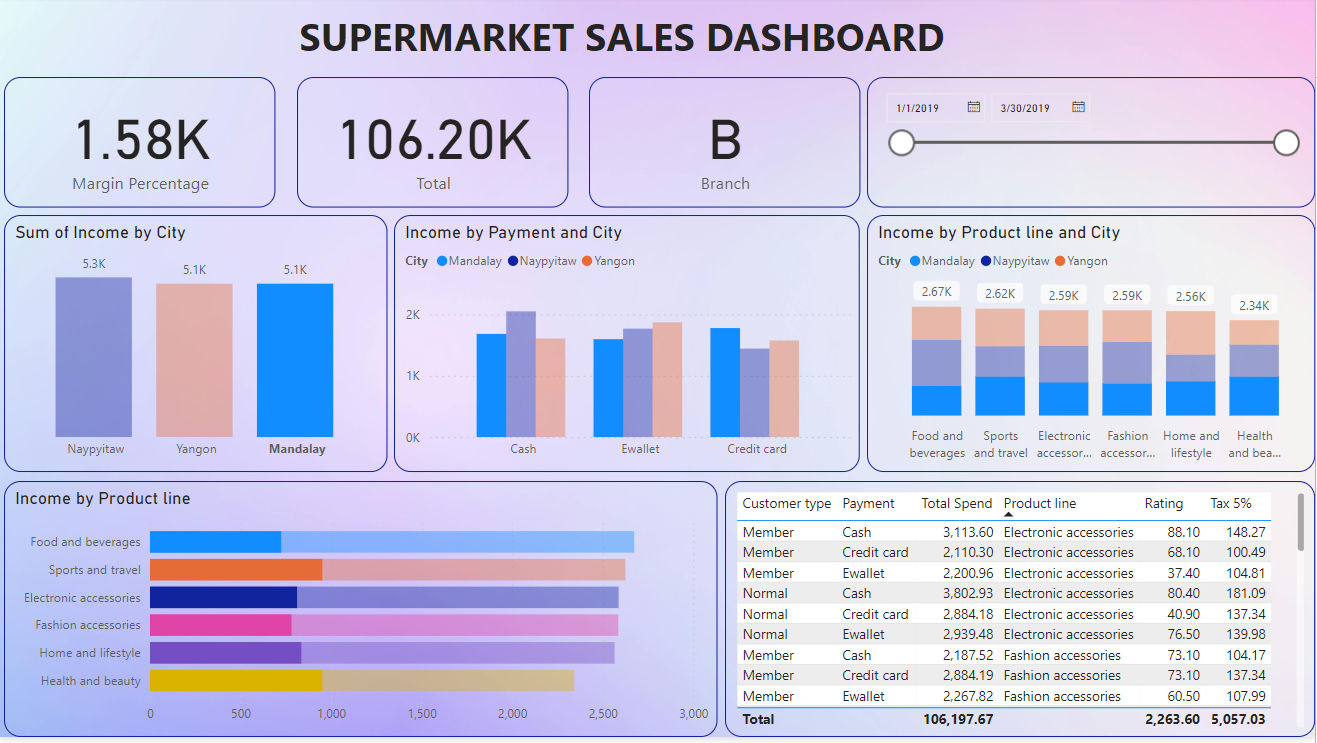 SUPERMARKET SALES DASHBOARD
1.58K
Margin Percentage
106.20K
Total
B
Branch
1/1/2019
3/30/2019
Sum of Income by City
5.3K
5.1K
5.1K
Naypyitaw
Yangon
Mandalay
Income by Payment and City
City Mandalay Naypyitaw Yangon
2K
1K
0K
Cash
Ewallet
Credit card
Income by Product line and City
City Mandalay Naypyitaw Yangon
2.67K
2.62K
2.59K
2.59K
2.56K
2.34K
Food and
beverages
Sports
and travel
Electronic
accessor...
Fashion
accessor...
Home and
lifestyle
Health
and bea...
Income by Product line
Food and beverages
Sports and travel
Electronic accessories
Fashion accessories
Home and lifestyle
Health and beauty
0 500 1,000 1,500 2,000 2,500 3,000
Customer type Payment Total Spend Product line Rating Tax 5%
Member Cash 3,113.60 Electronic accessories 88.10 148.27
Member Credit card 2,110.30 Electronic accessories 68.10 100.49
Member Ewallet 2,200.96 Electronic accessories 37.40 104.81
Normal Cash 3,802.93 Electronic accessories 80.40 181.09
Normal Credit card 2,884.18 Electronic accessories 40.90 137.34
Normal Ewallet 2,939.48 Electronic accessories 76.50 139.98
Member Cash 2,187.52 Fashion accessories 73.10 104.17
Member Credit card 2,884.19 Fashion accessories 73.10 137.34
Member Ewallet 2,267.82 Fashion accessories 60.50 107.99
Total 106,197.67 2,263.60 5,057.03